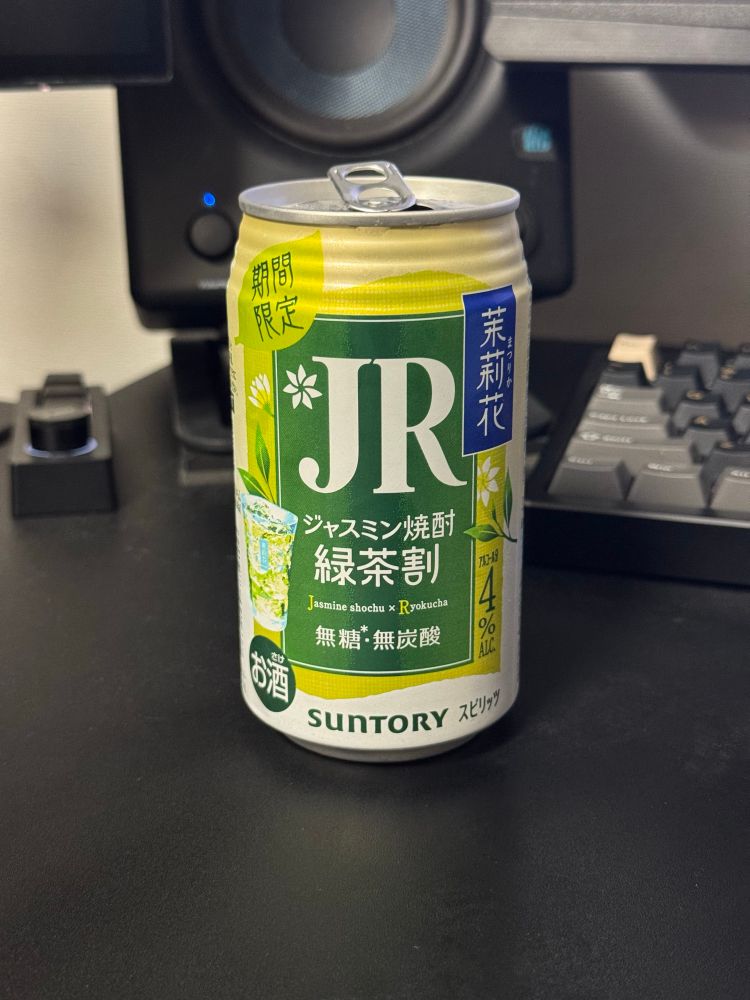 期間
限定
茉莉花
まつりか
JR
ジャスミン焼酎
緑茶割
Jasmine shochu × Ryokucha
無糖*・無炭酸
アルコール分
4
%
ALC.
さけ
お酒
SUNTORY スピリッツ